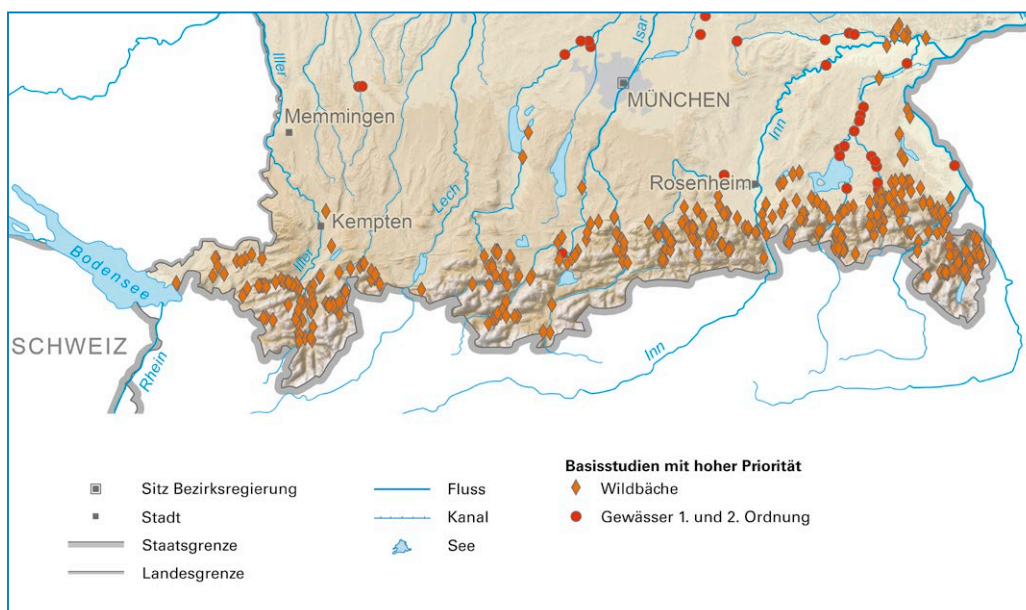 Iller
Isar
MÜNCHEN
Memmingen
Inn
Lech
Rosenheim
Kempten
Iller
Bodensee
SCHWEIZ
Rhein
Inn
Basisstudien mit hoher Priorität
Sitz Bezirksregierung
Fluss
Wildbäche
Stadt
Kanal
Gewässer 1. und 2. Ordnung
Staatsgrenze
See
Landesgrenze